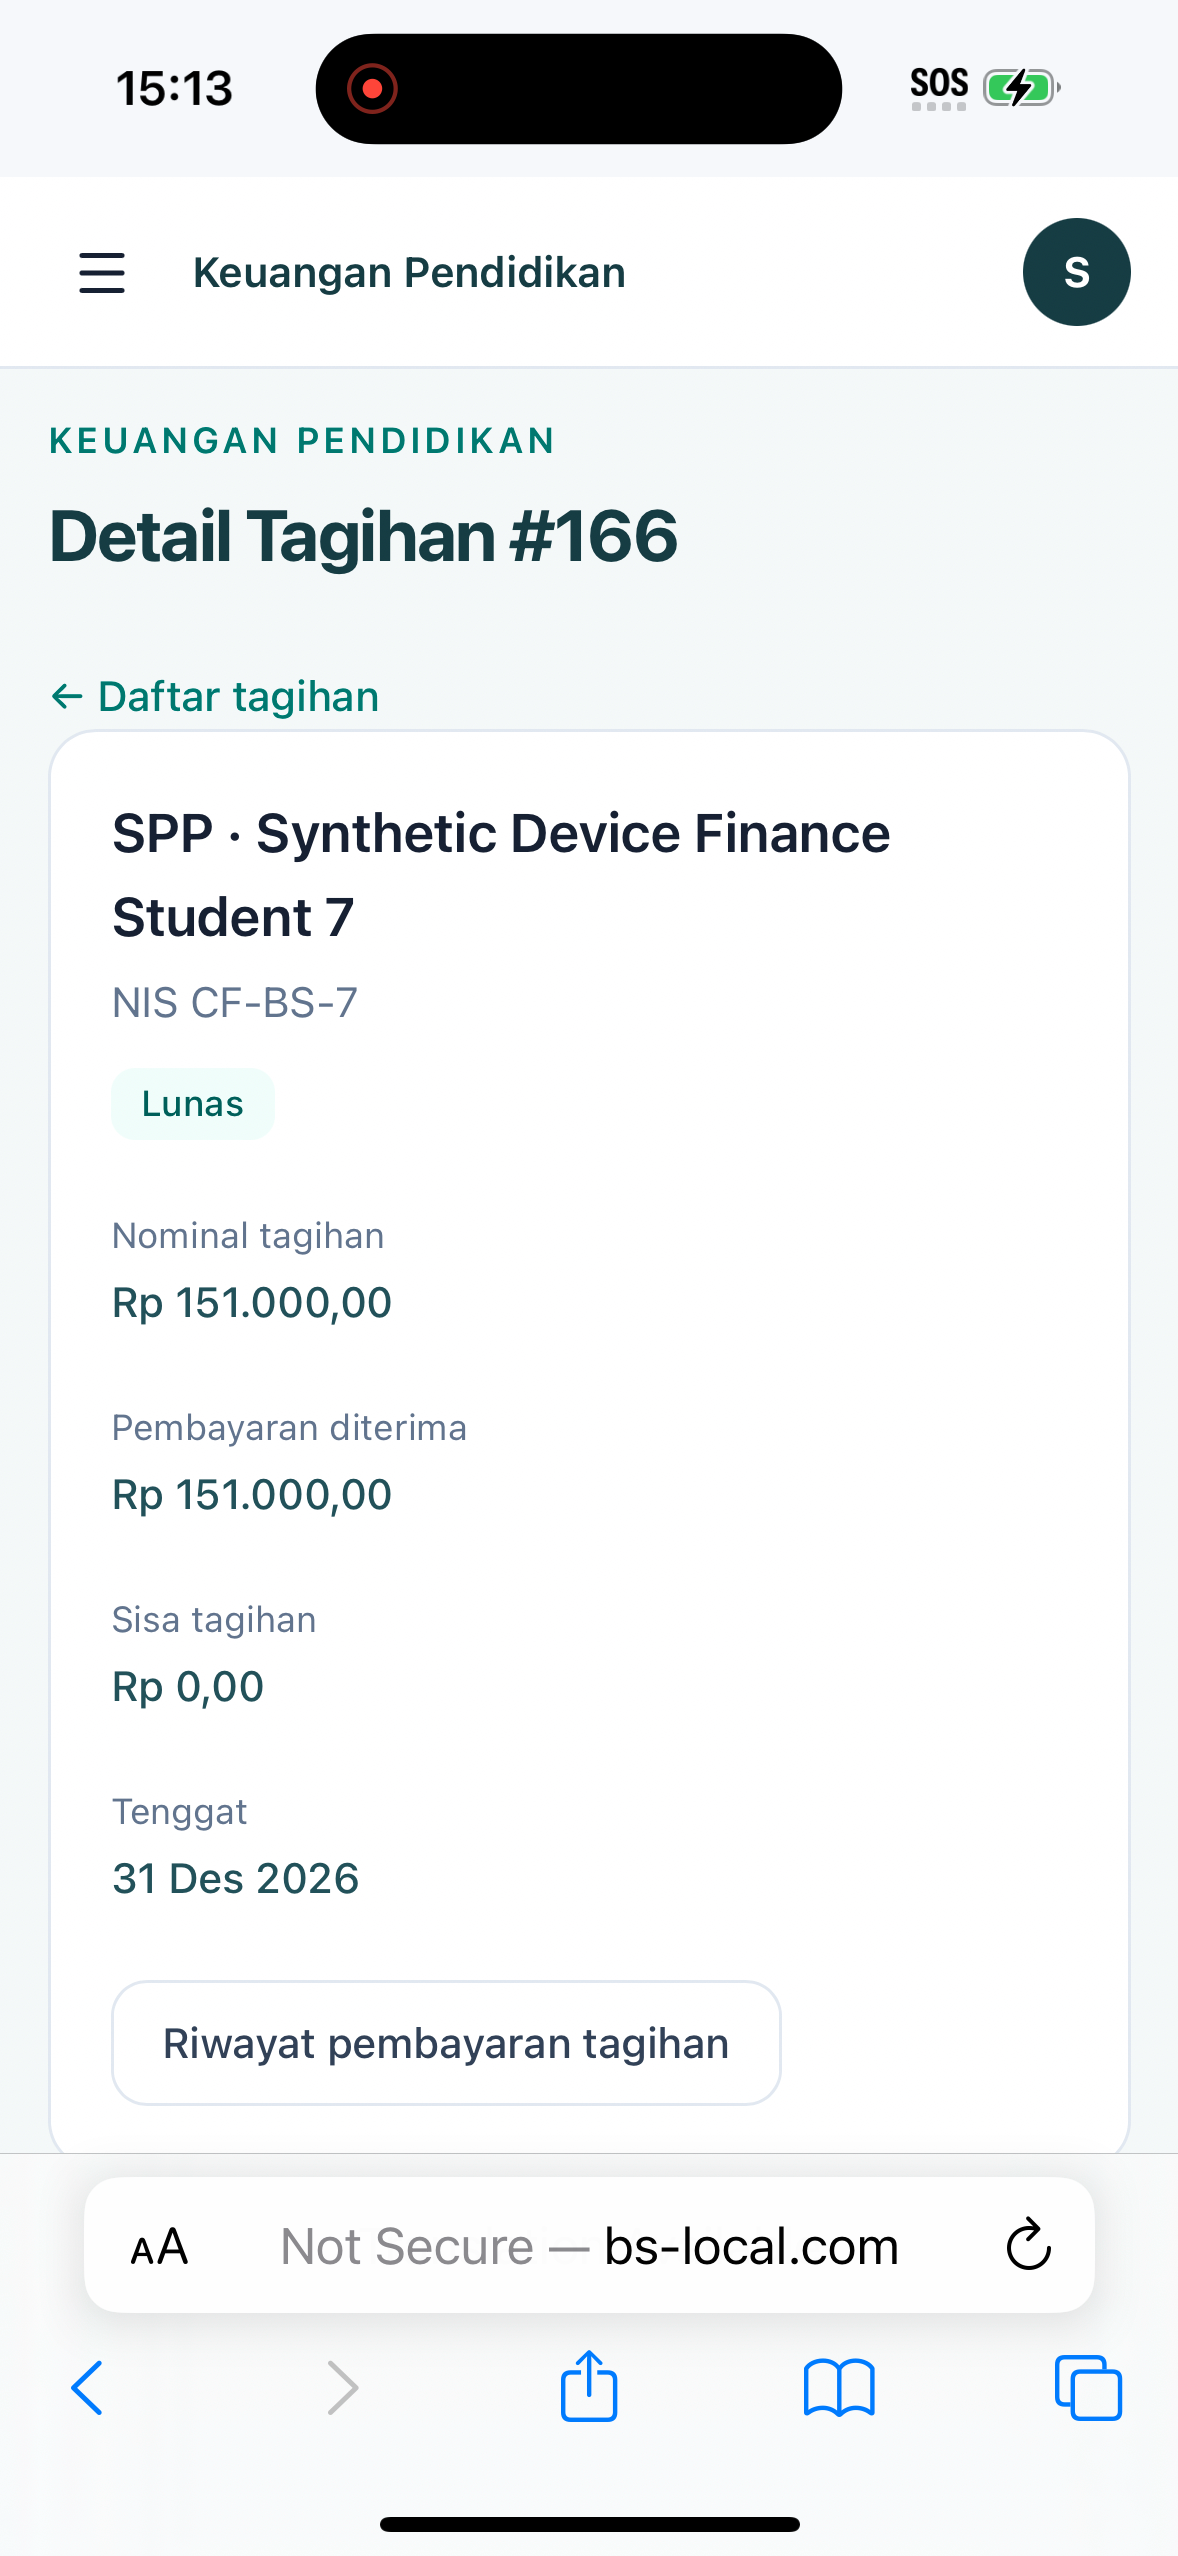 15:13
SOS
Keuangan Pendidikan
S
KEUANGAN PENDIDIKAN
Detail Tagihan #166
← Daftar tagihan
SPP · Synthetic Device Finance
Student 7
NIS CF-BS-7
Lunas
Nominal tagihan
Rp 151.000,00
Pembayaran diterima
Rp 151.000,00
Sisa tagihan
Rp 0,00
Tenggat
31 Des 2026
Riwayat pembayaran tagihan
AA
Not Secure — bs-local.com